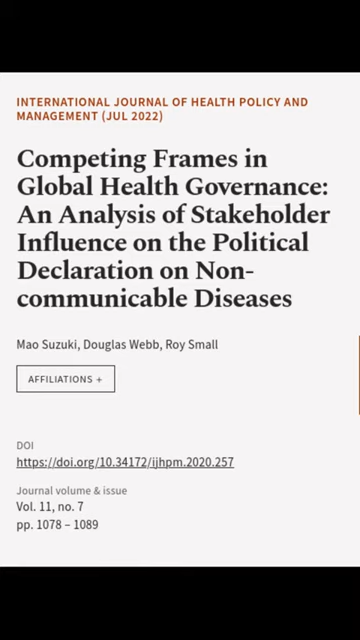 INTERNATIONAL JOURNAL OF HEALTH POLICY AND
MANAGEMENT (JUL 2022)
Competing Frames in
Global Health Governance:
An Analysis of Stakeholder
Influence on the Political
Declaration on Non-
communicable Diseases
Mao Suzuki, Douglas Webb, Roy Small
AFFILIATIONS +
DOI
https://doi.org/10.34172/ijhpm.2020.257
Journal volume & issue
Vol. 11, no. 7
pp. 1078 – 1089